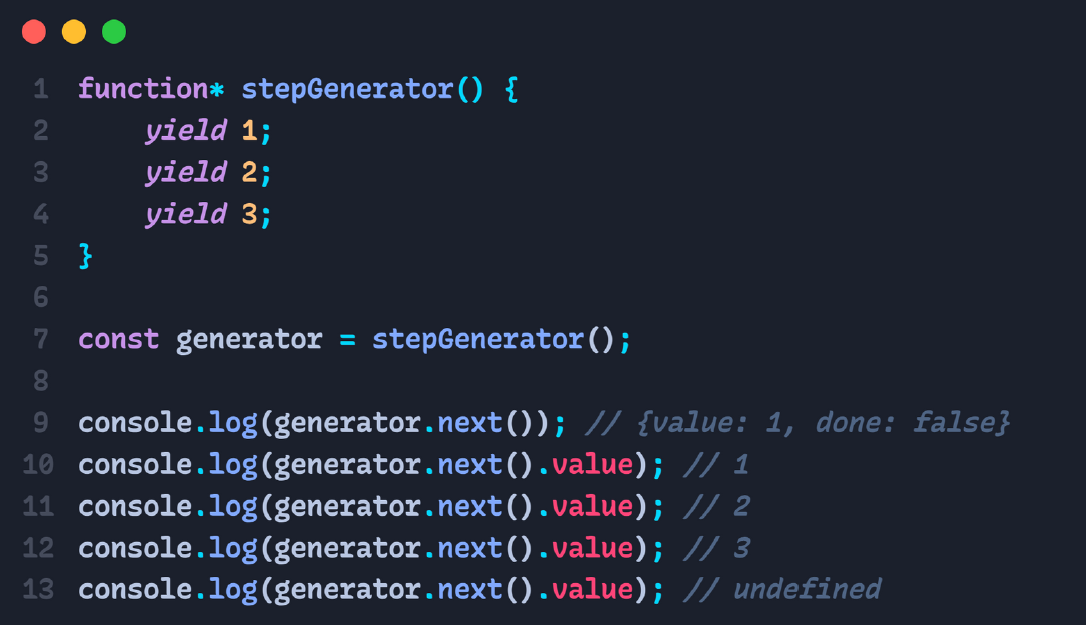 1 function* stepGenerator() {
2     yield 1;
3     yield 2;
4     yield 3;
5 }
6
7 const generator = stepGenerator();
8
9 console.log(generator.next()); // {value: 1, done: false}
10 console.log(generator.next().value); // 1
11 console.log(generator.next().value); // 2
12 console.log(generator.next().value); // 3
13 console.log(generator.next().value); // undefined